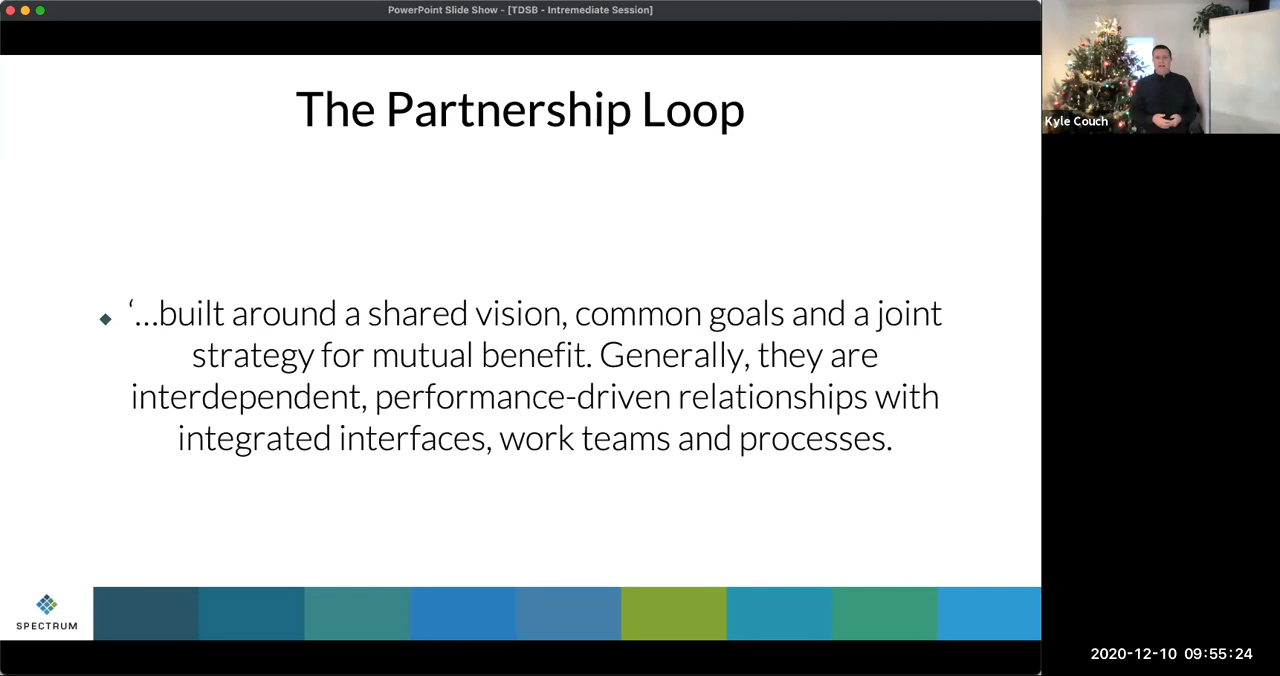 PowerPoint Slide Show - [TDSB - Intremediate Session]
The Partnership Loop
‘…built around a shared vision, common goals and a joint
strategy for mutual benefit. Generally, they are
interdependent, performance-driven relationships with
integrated interfaces, work teams and processes.
SPECTRUM
Kyle Couch
2020-12-10 09:55:24